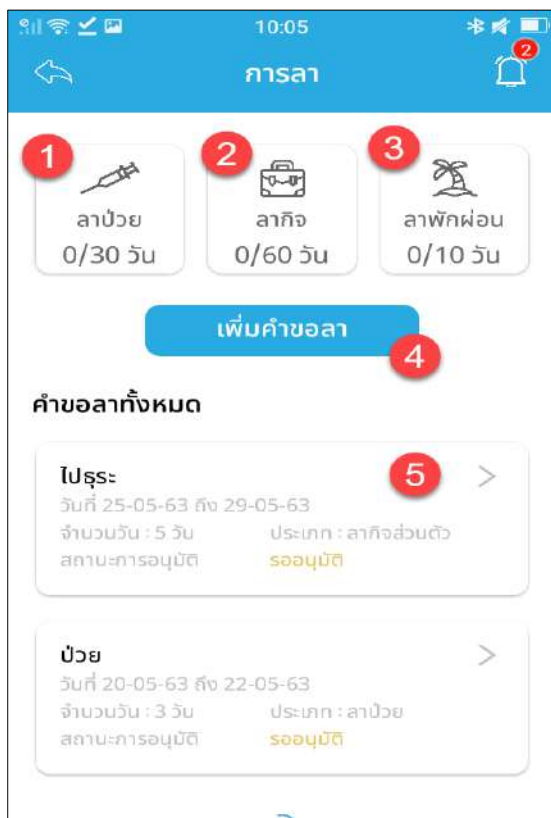 10:05
การลา
2
1
2
3
ลาป่วย
ลากิจ
ลาพักผ่อน
0/30 วัน
0/60 วัน
0/10 วัน
เพิ่มคำขอลา
4
คำขอลาทั้งหมด
ไปธุระ
5
วันที่ 25-05-63 ถึง 29-05-63
จำนวนวัน : 5 วัน ประเภท : ลากิจส่วนตัว
สถานะการอนุมัติ รออนุมัติ
ป่วย
วันที่ 20-05-63 ถึง 22-05-63
จำนวนวัน : 3 วัน ประเภท : ลาป่วย
สถานะการอนุมัติ รออนุมัติ